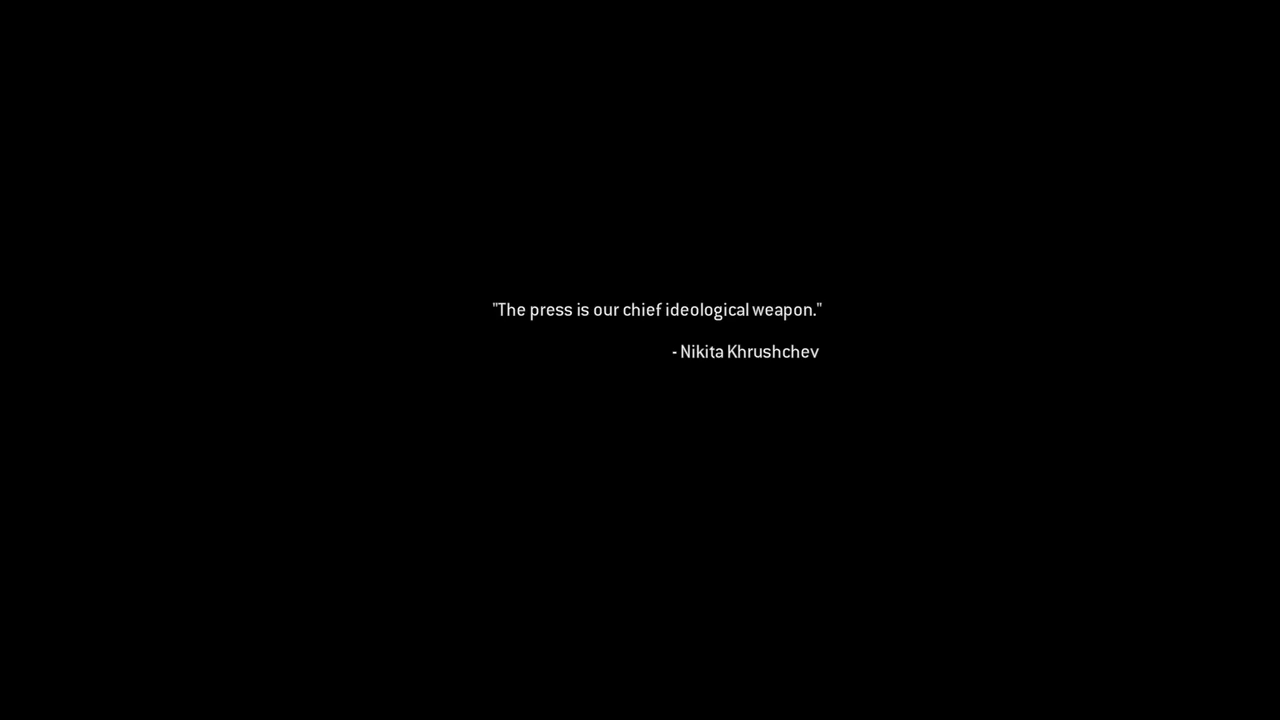 "The press is our chief ideological weapon."
- Nikita Khrushchev